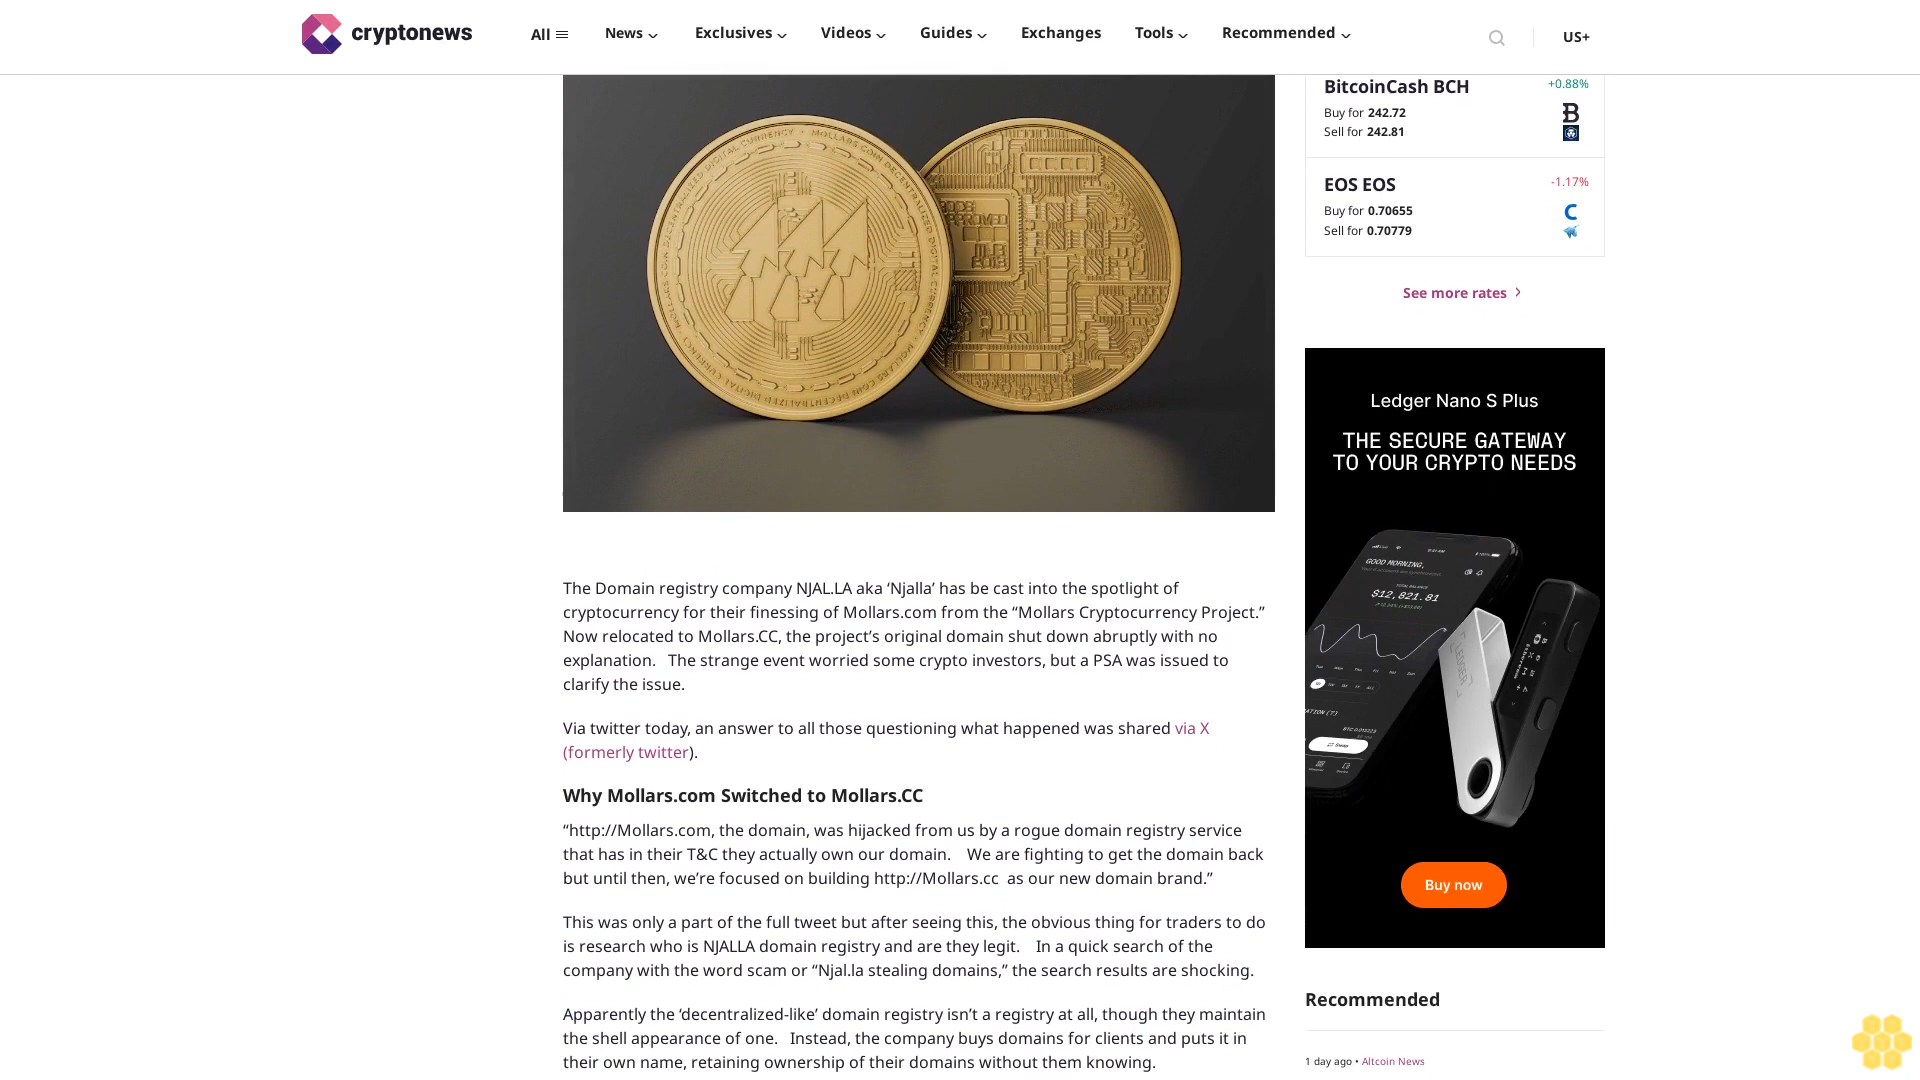 cryptonews
All
News
Exclusives
Videos
Guides
Exchanges
Tools
Recommended
US+
MOLLARS COIN DECENTRALIZED DIGITAL CURRENCY
The Domain registry company NJAL.LA aka ‘Njalla’ has be cast into the spotlight of
cryptocurrency for their finessing of Mollars.com from the “Mollars Cryptocurrency Project.”
Now relocated to Mollars.CC, the project’s original domain shut down abruptly with no
explanation.   The strange event worried some crypto investors, but a PSA was issued to
clarify the issue.
Via twitter today, an answer to all those questioning what happened was shared via X
(formerly twitter).
Why Mollars.com Switched to Mollars.CC
“http://Mollars.com, the domain, was hijacked from us by a rogue domain registry service
that has in their T&C they actually own our domain.    We are fighting to get the domain back
but until then, we’re focused on building http://Mollars.cc  as our new domain brand.”
This was only a part of the full tweet but after seeing this, the obvious thing for traders to do
is research who is NJALLA domain registry and are they legit.    In a quick search of the
company with the word scam or “Njal.la stealing domains,” the search results are shocking.
Apparently the ‘decentralized-like’ domain registry isn’t a registry at all, though they maintain
the shell appearance of one.   Instead, the company buys domains for clients and puts it in
their own name, retaining ownership of their domains without them knowing.
BitcoinCash BCH
+0.88%
Buy for 242.72
Sell for 242.81
EOS EOS
-1.17%
Buy for 0.70655
Sell for 0.70779
See more rates
Ledger Nano S Plus
THE SECURE GATEWAY
TO YOUR CRYPTO NEEDS
GOOD MORNING,
TOTAL BALANCE
$12,821.81
Swap
LEDGER
Ethereum
Buy now
Recommended
1 day ago • Altcoin News